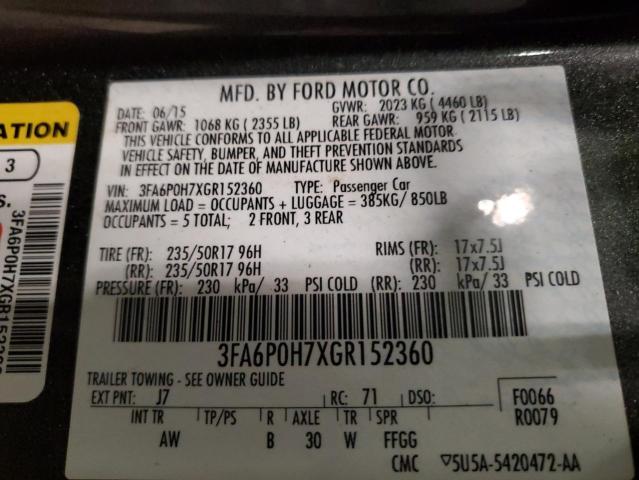 MFD. BY FORD MOTOR CO.
DATE: 06/15 GVWR: 2023 KG ( 4460 LB)
FRONT GAWR: 1068 KG ( 2355 LB) REAR GAWR: 959 KG ( 2115 LB)
THIS VEHICLE CONFORMS TO ALL APPLICABLE FEDERAL MOTOR
VEHICLE SAFETY, BUMPER, AND THEFT PREVENTION STANDARDS
IN EFFECT ON THE DATE OF MANUFACTURE SHOWN ABOVE.
VIN: 3FA6P0H7XGR152360 TYPE: Passenger Car
MAXIMUM LOAD = OCCUPANTS + LUGGAGE = 385KG/ 850LB
OCCUPANTS = 5 TOTAL; 2 FRONT, 3 REAR
TIRE (FR): 235/50R17 96H RIMS (FR): 17x7.5J
(RR): 235/50R17 96H (RR): 17x7.5J
PRESSURE (FR): 230 kPa/ 33 PSI COLD (RR): 230 kPa/ 33 PSI COLD
3FA6P0H7XGR152360
TRAILER TOWING - SEE OWNER GUIDE
EXT PNT: J7 RC: 71 DSO: F0066
R0079
INT TR TP/PS R AXLE TR SPR
AW B 30 W FFGG
CMC ▽5U5A-5420472-AA
ATION
3
S.
3FA6P0H7XGR15236